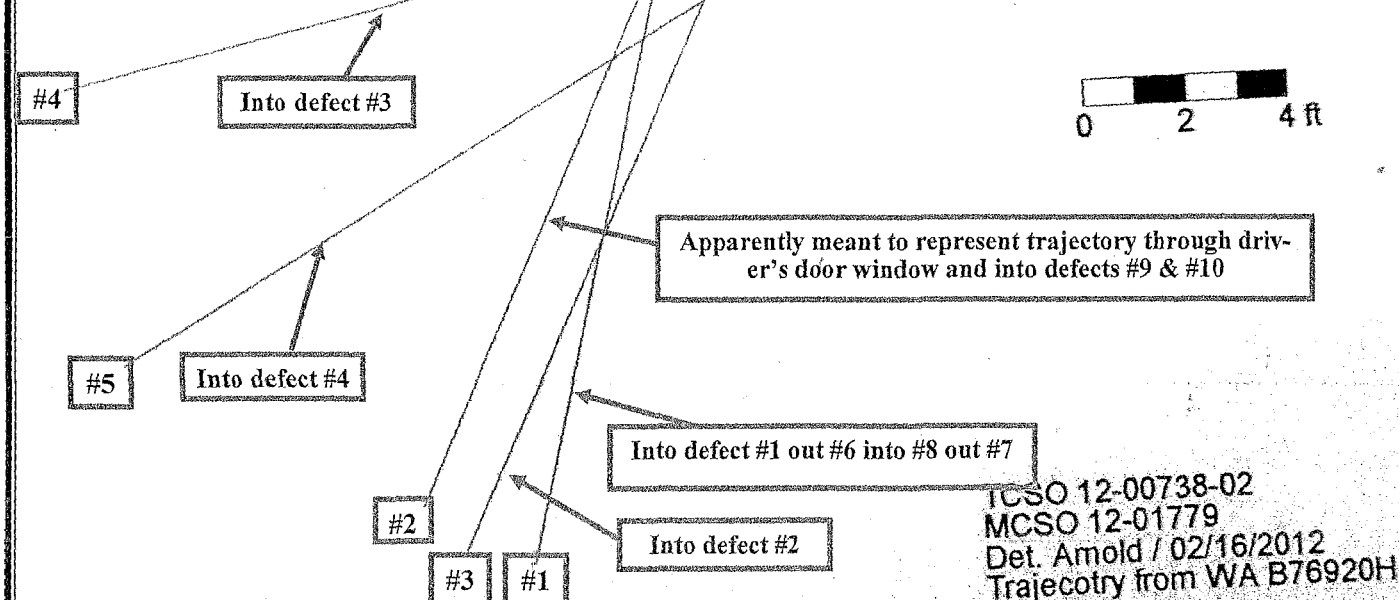 #4
Into defect #3
0 2 4 ft
Apparently meant to represent trajectory through driv-
er's door window and into defects #9 & #10
#5
Into defect #4
Into defect #1 out #6 into #8 out #7
#2
Into defect #2
#3
#1
TCSO 12-00738-02
MCSO 12-01779
Det. Arnold / 02/16/2012
Trajecotry from WA B76920H